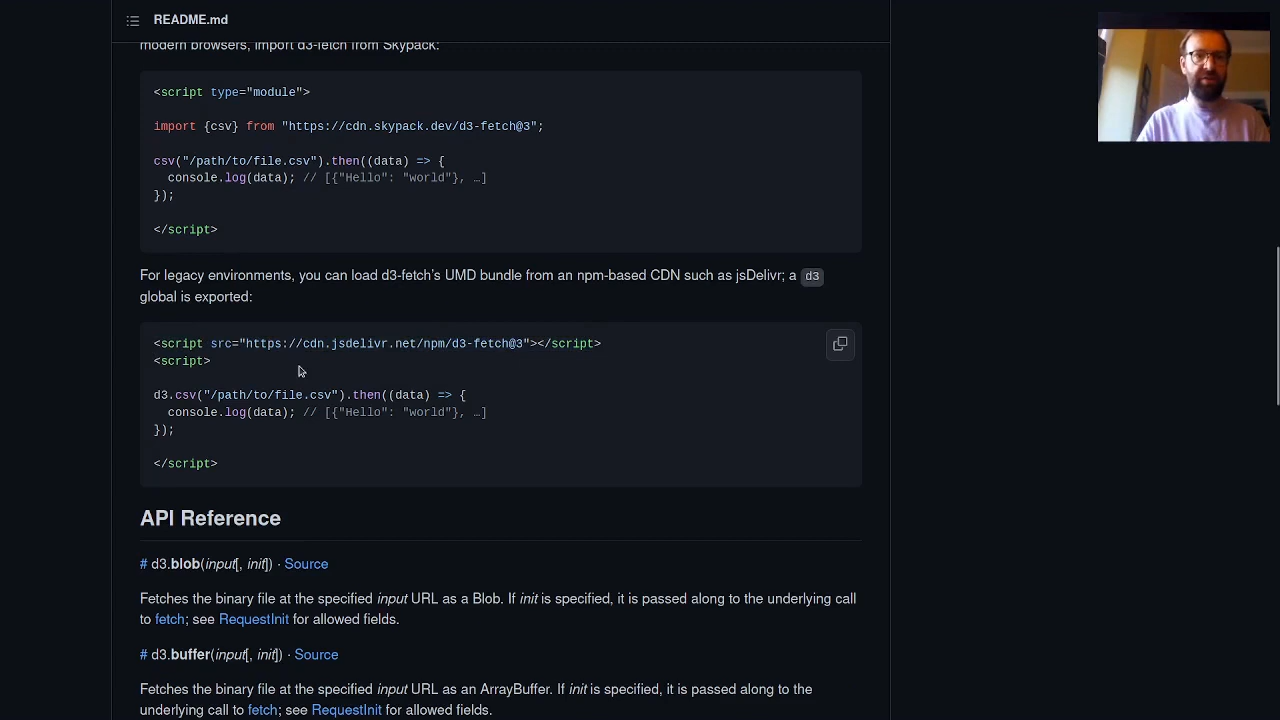 README.md
modern browsers, import d3-fetch from Skypack:
<script type="module">
import {csv} from "https://cdn.skypack.dev/d3-fetch@3";
csv("/path/to/file.csv").then((data) => {
  console.log(data); // [{"Hello": "world"}, …]
});
</script>
For legacy environments, you can load d3-fetch’s UMD bundle from an npm-based CDN such as jsDelivr; a d3
global is exported:
<script src="https://cdn.jsdelivr.net/npm/d3-fetch@3"></script>
<script>
d3.csv("/path/to/file.csv").then((data) => {
  console.log(data); // [{"Hello": "world"}, …]
});
</script>
API Reference
# d3.blob(input[, init]) · Source
Fetches the binary file at the specified input URL as a Blob. If init is specified, it is passed along to the underlying call
to fetch; see RequestInit for allowed fields.
# d3.buffer(input[, init]) · Source
Fetches the binary file at the specified input URL as an ArrayBuffer. If init is specified, it is passed along to the
underlying call to fetch; see RequestInit for allowed fields.